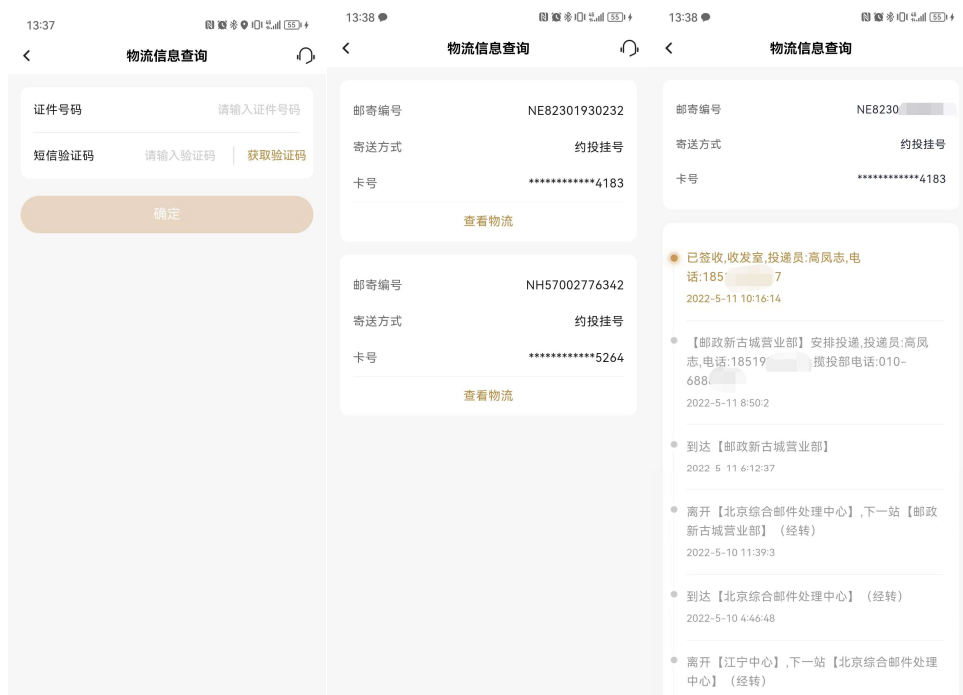 13:37
55
物流信息查询
证件号码 请输入证件号码
短信验证码 请输入验证码 获取验证码
确定
13:38
55
物流信息查询
邮寄编号 NE82301930232
寄送方式 约投挂号
卡号 ************4183
查看物流
邮寄编号 NH57002776342
寄送方式 约投挂号
卡号 ************5264
查看物流
13:38
55
物流信息查询
邮寄编号 NE8230
寄送方式 约投挂号
卡号 ************4183
已签收,收发室,投递员:高凤志,电
话:185 7
2022-5-11 10:16:14
【邮政新古城营业部】安排投递,投递员:高凤
志,电话:18519 揽投部电话:010-
688
2022-5-11 8:50:2
到达【邮政新古城营业部】
2022-5-11 6:12:37
离开【北京综合邮件处理中心】,下一站【邮政
新古城营业部】（经转）
2022-5-10 11:39:3
到达【北京综合邮件处理中心】（经转）
2022-5-10 4:46:48
离开【江宁中心】,下一站【北京综合邮件处理
中心】（经转）